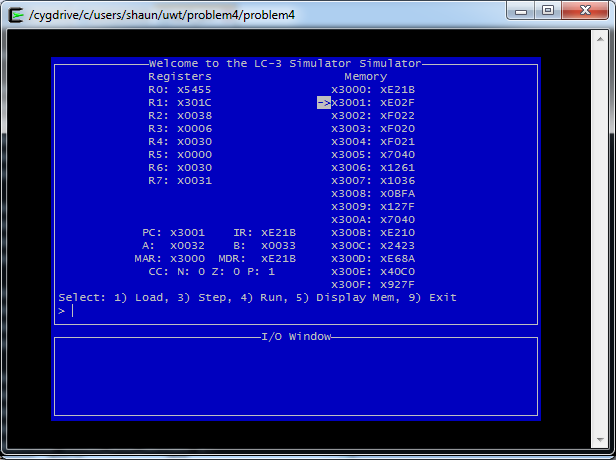 /cygdrive/c/users/shaun/uwt/problem4/problem4
Welcome to the LC-3 Simulator Simulator
Registers Memory
R0: x5455 x3000: xE21B
R1: x301C ->x3001: xE02F
R2: x0038 x3002: xF022
R3: x0006 x3003: xF020
R4: x0030 x3004: xF021
R5: x0000 x3005: x7040
R6: x0030 x3006: x1261
R7: x0031 x3007: x1036
x3008: x0BFA
x3009: x127F
x300A: x7040
PC: x3001 IR: xE21B x300B: xE210
A: x0032 B: x0033 x300C: x2423
MAR: x3000 MDR: xE21B x300D: xE68A
CC: N: 0 Z: 0 P: 1 x300E: x40C0
x300F: x927F
Select: 1) Load, 3) Step, 4) Run, 5) Display Mem, 9) Exit
>
I/O Window